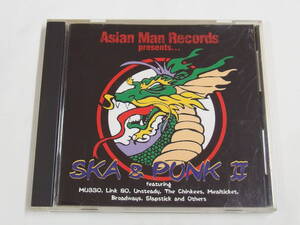 Asian Man Records
presents...
SKA & PUNK II
featuring
MU330, Link 80, Unsteady, The Chinkees, Mealticket,
Broadways, Slapstick and Others